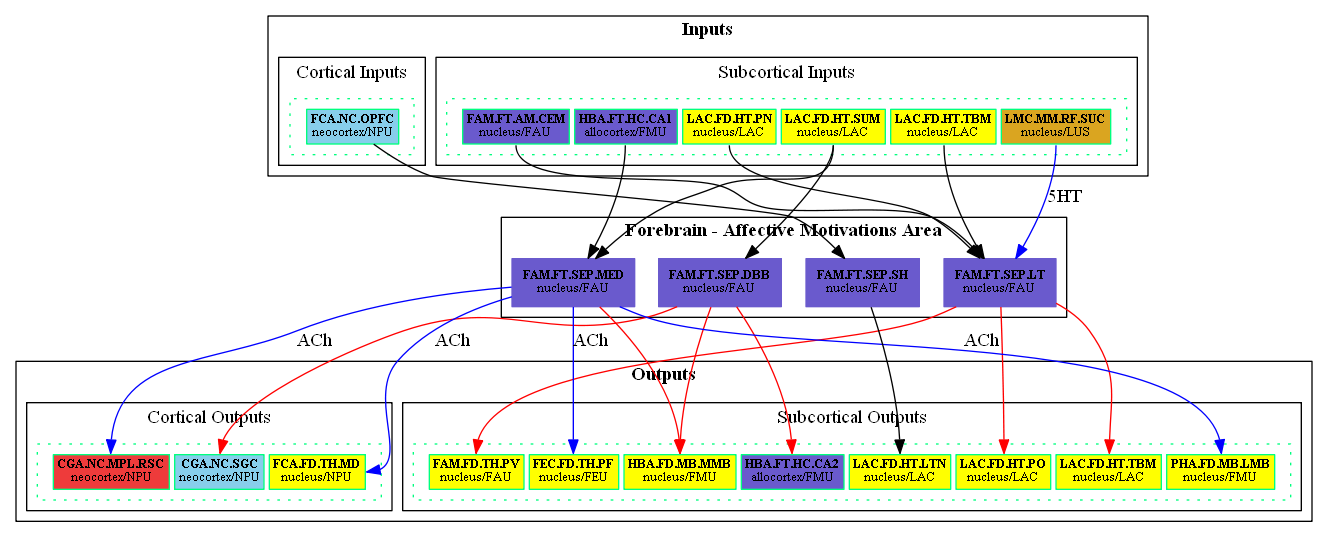 Inputs
Cortical Inputs
Subcortical Inputs
FCA.NC.OPFC
neocortex/NPU
FAM.FT.AM.CEM
nucleus/FAU
HBA.FT.HC.CA1
allocortex/FMU
LAC.FD.HT.PN
nucleus/LAC
LAC.FD.HT.SUM
nucleus/LAC
LAC.FD.HT.TBM
nucleus/LAC
LMC.MM.RF.SUC
nucleus/LUS
5HT
Forebrain - Affective Motivations Area
FAM.FT.SEP.MED
nucleus/FAU
FAM.FT.SEP.DBB
nucleus/FAU
FAM.FT.SEP.SH
nucleus/FAU
FAM.FT.SEP.LT
nucleus/FAU
ACh
ACh
ACh
ACh
Outputs
Cortical Outputs
Subcortical Outputs
CGA.NC.MPL.RSC
neocortex/NPU
CGA.NC.SGC
neocortex/NPU
FCA.FD.TH.MD
nucleus/NPU
FAM.FD.TH.PV
nucleus/FAU
FEC.FD.TH.PF
nucleus/FEU
HBA.FD.MB.MMB
nucleus/FMU
HBA.FT.HC.CA2
allocortex/FMU
LAC.FD.HT.LTN
nucleus/LAC
LAC.FD.HT.PO
nucleus/LAC
LAC.FD.HT.TBM
nucleus/LAC
PHA.FD.MB.LMB
nucleus/FMU